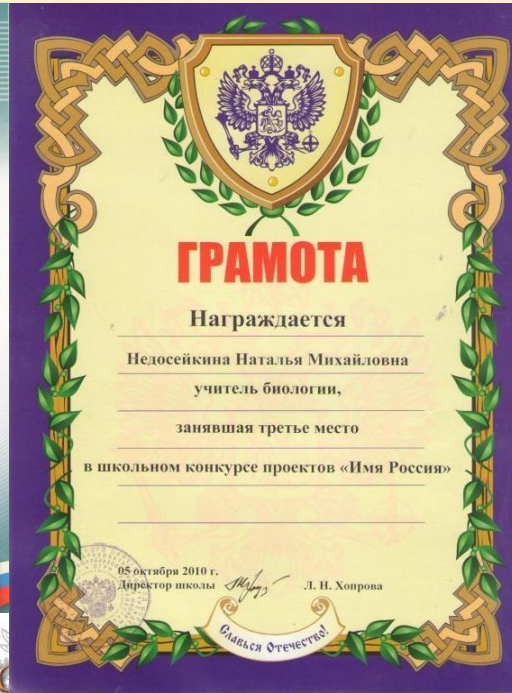 ГРАМОТА
Награждается
Недосейкина Наталья Михайловна
учитель биологии,
занявшая третье место
в школьном конкурсе проектов «Имя Россия»
05 октября 2010 г.
Директор школы Л. Н. Хопрова
Славься Отечество!